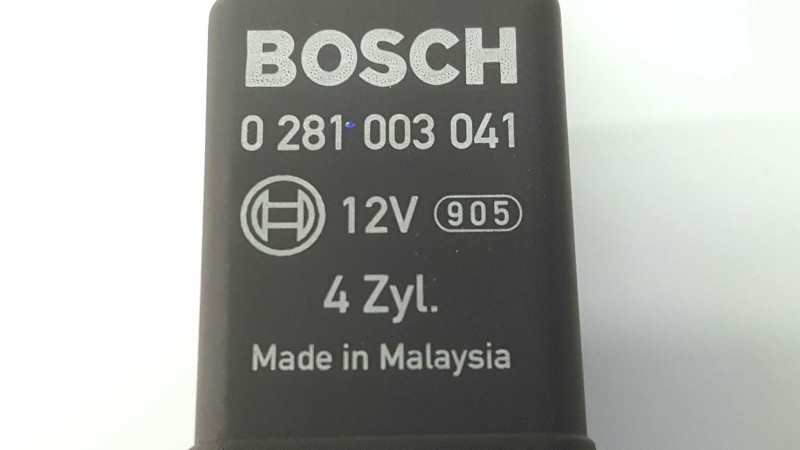 BOSCH
0 281 003 041
12V 905
4 Zyl.
Made in Malaysia